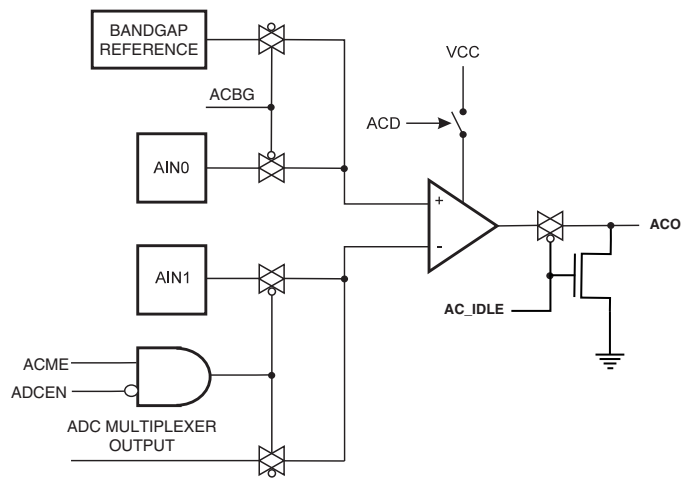 BANDGAP
REFERENCE
VCC
ACBG
ACD
AIN0
+
-
ACO
AIN1
AC_IDLE
ACME
ADCEN
ADC MULTIPLEXER
OUTPUT